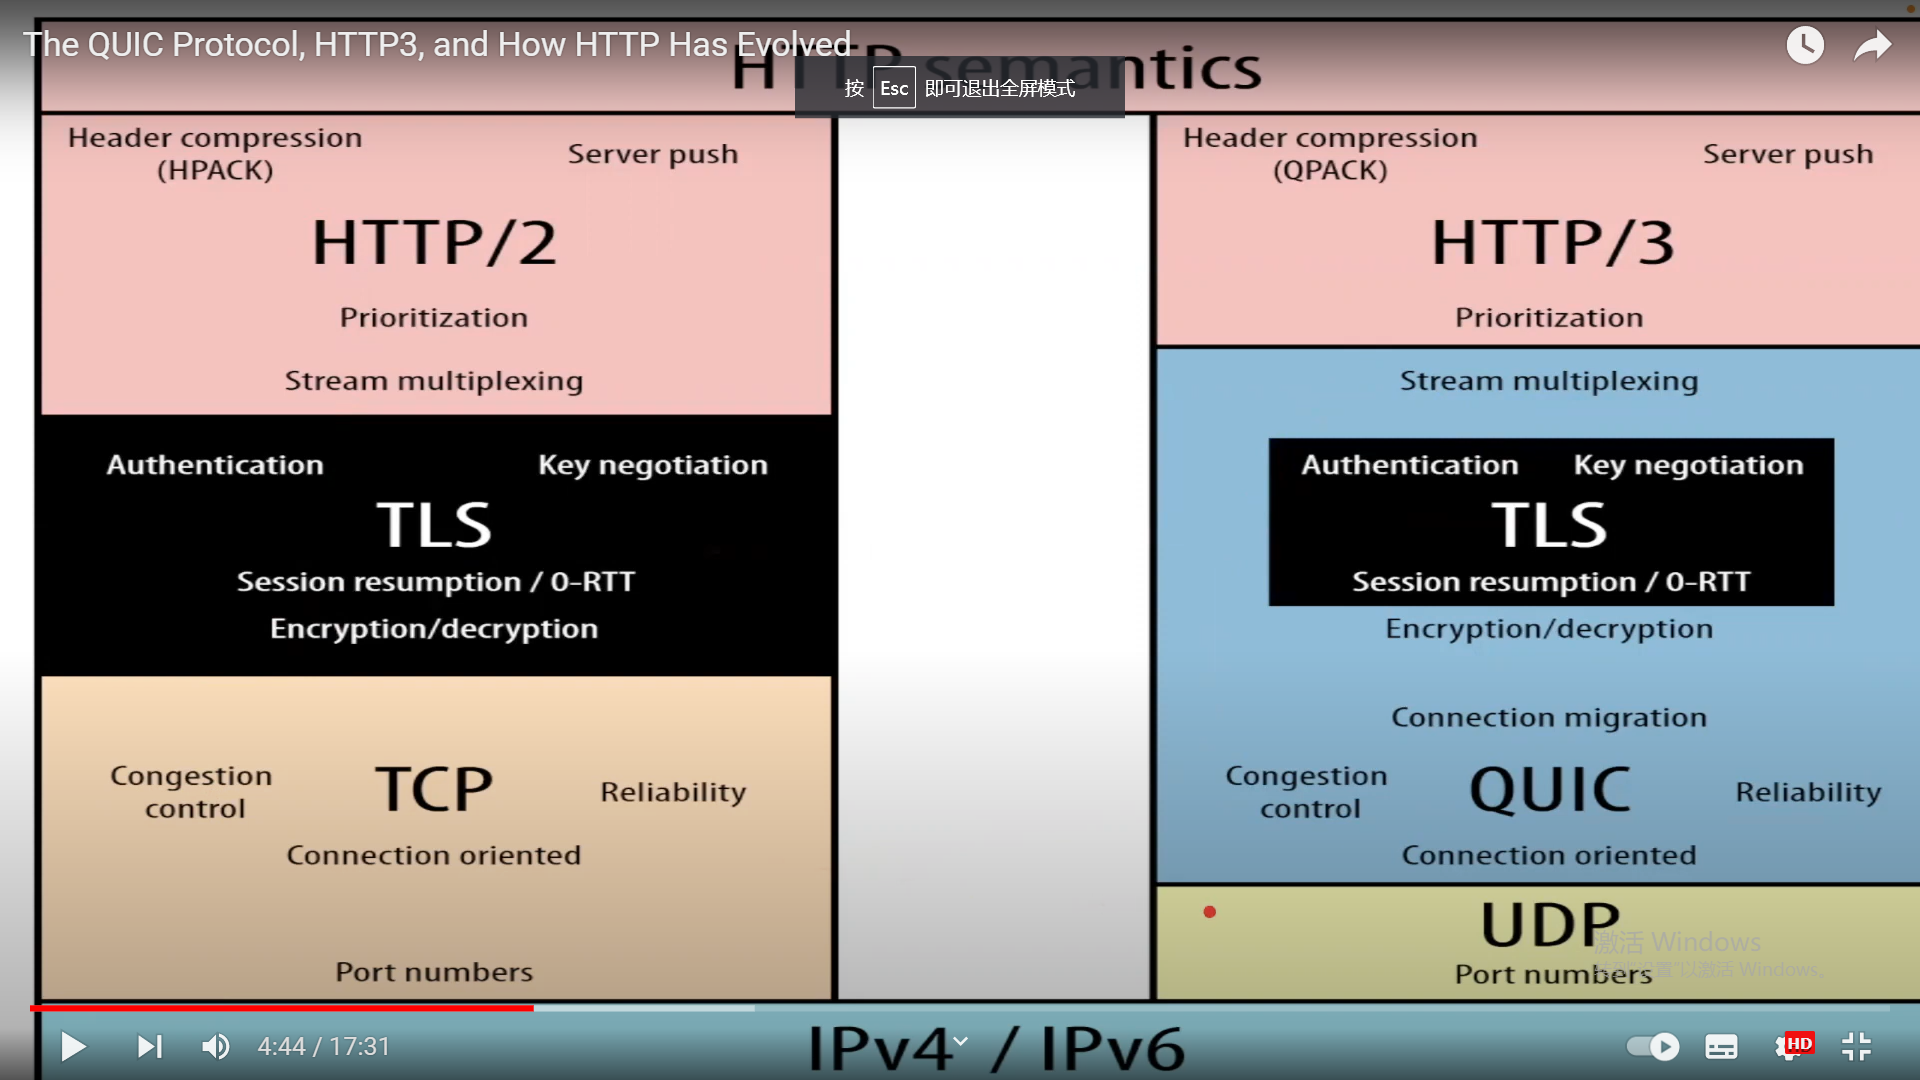 The QUIC Protocol, HTTP3, and How HTTP Has Evolved
HTTP semantics
按 Esc 即可退出全屏模式
Header compression
(HPACK)
Server push
HTTP/2
Prioritization
Stream multiplexing
Authentication
Key negotiation
TLS
Session resumption / 0-RTT
Encryption/decryption
Congestion
control
TCP
Reliability
Connection oriented
Port numbers
Header compression
(QPACK)
Server push
HTTP/3
Prioritization
Stream multiplexing
Authentication
Key negotiation
TLS
Session resumption / 0-RTT
Encryption/decryption
Connection migration
Congestion
control
QUIC
Reliability
Connection oriented
UDP
Port numbers
激活 Windows
转到"设置"以激活 Windows。
IPv4 / IPv6
4:44 / 17:31
HD